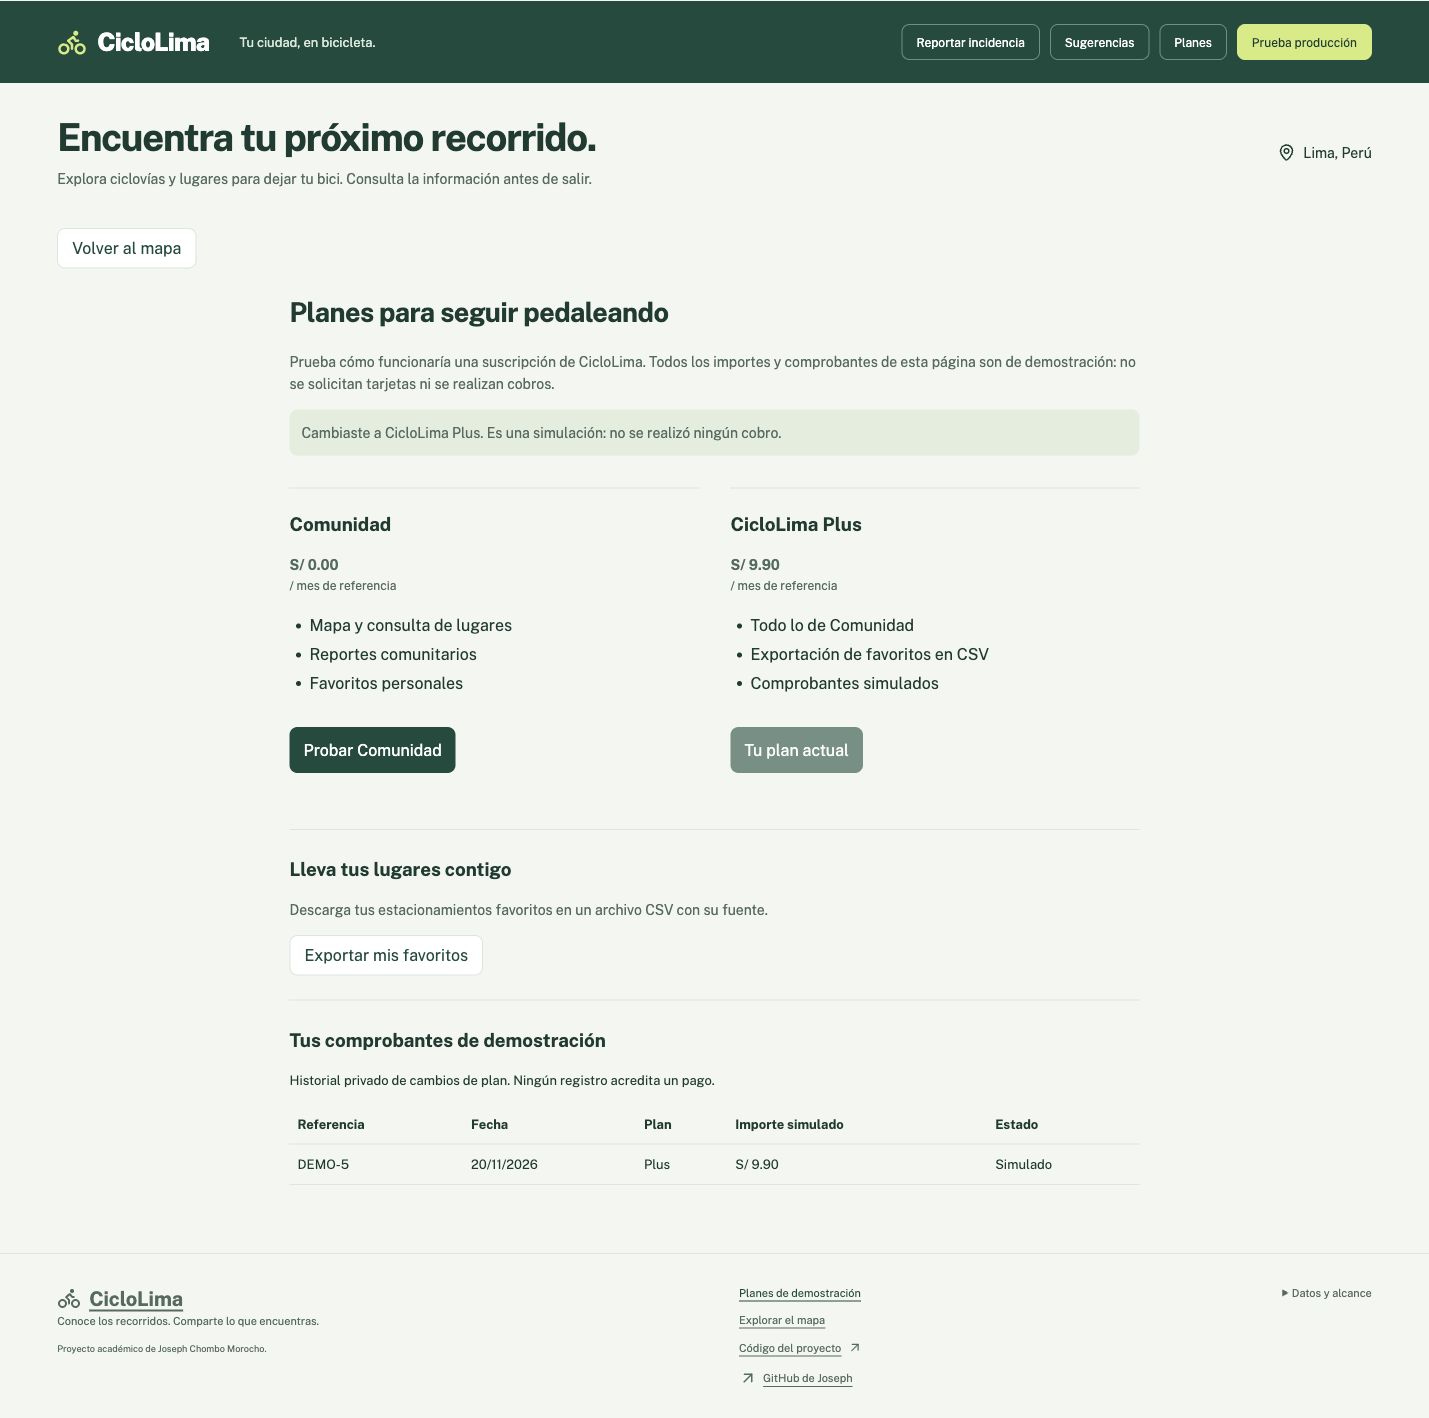 CicloLima
Tu ciudad, en bicicleta.
Reportar incidencia
Sugerencias
Planes
Prueba producción
Encuentra tu próximo recorrido.
Explora ciclovías y lugares para dejar tu bici. Consulta la información antes de salir.
Lima, Perú
Volver al mapa
Planes para seguir pedaleando
Prueba cómo funcionaría una suscripción de CicloLima. Todos los importes y comprobantes de esta página son de demostración: no
se solicitan tarjetas ni se realizan cobros.
Cambiaste a CicloLima Plus. Es una simulación: no se realizó ningún cobro.
Comunidad
S/ 0.00
/ mes de referencia
• Mapa y consulta de lugares
• Reportes comunitarios
• Favoritos personales
Probar Comunidad
CicloLima Plus
S/ 9.90
/ mes de referencia
• Todo lo de Comunidad
• Exportación de favoritos en CSV
• Comprobantes simulados
Tu plan actual
Lleva tus lugares contigo
Descarga tus estacionamientos favoritos en un archivo CSV con su fuente.
Exportar mis favoritos
Tus comprobantes de demostración
Historial privado de cambios de plan. Ningún registro acredita un pago.
Referencia Fecha Plan Importe simulado Estado
DEMO-5 20/11/2026 Plus S/ 9.90 Simulado
CicloLima
Conoce los recorridos. Comparte lo que encuentras.
Proyecto académico de Joseph Chombo Morocho.
Planes de demostración
Explorar el mapa
Código del proyecto
GitHub de Joseph
Datos y alcance